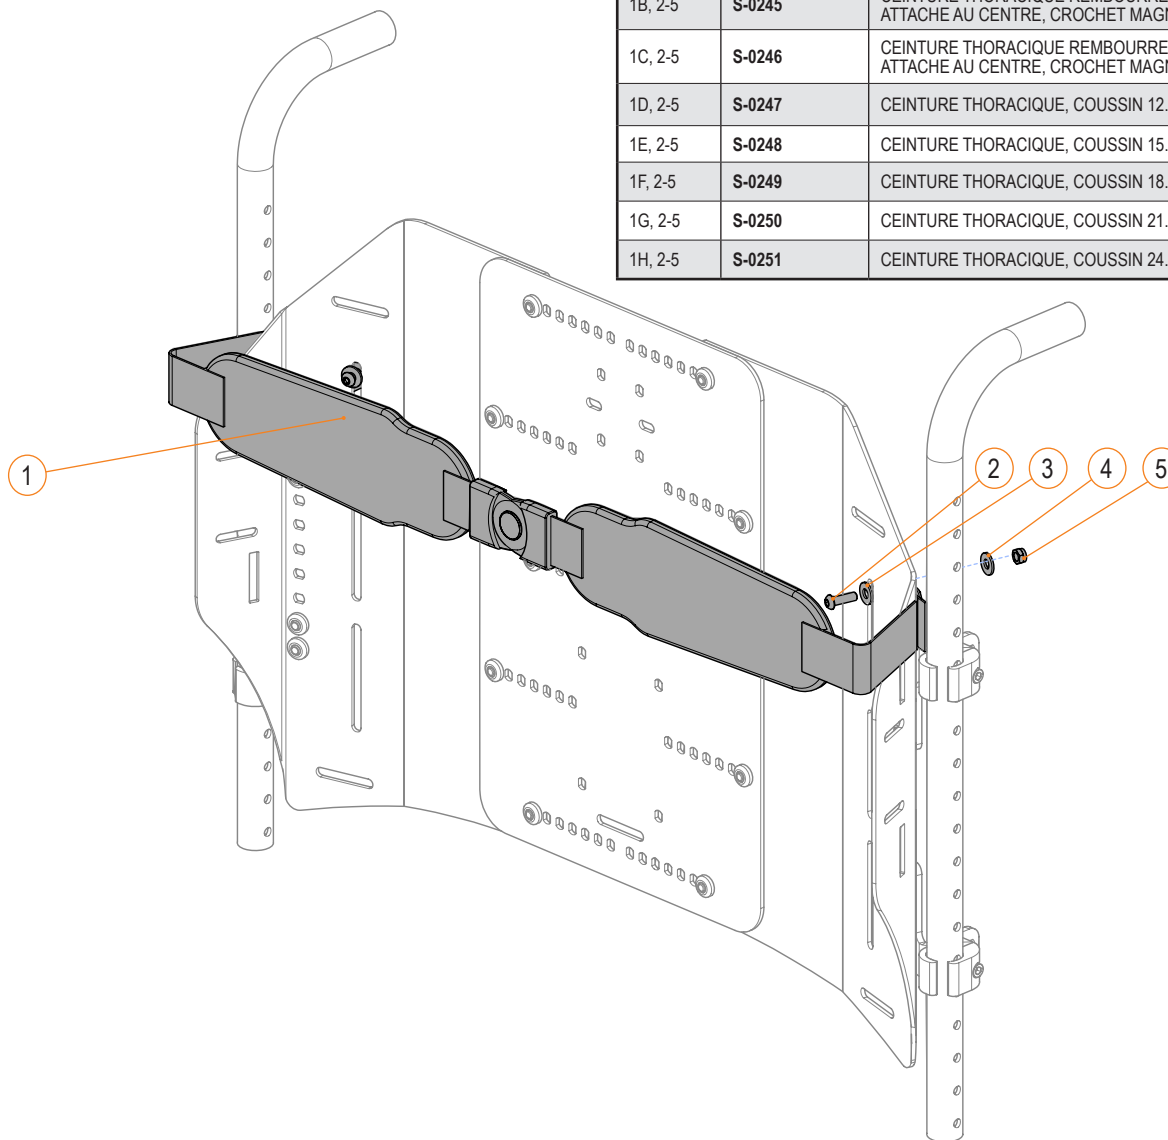 1B, 2-5 S-0245
ATTACHE AU CENTRE, CROCHET
1C, 2-5 S-0246 CEINTURE THORACIQUE
ATTACHE AU CENTRE, CROCHET
1D, 2-5 S-0247 CEINTURE THORACIQUE, COUSSIN 12.
1E, 2-5 S-0248 CEINTURE THORACIQUE, COUSSIN 15.
1F, 2-5 S-0249 CEINTURE THORACIQUE, COUSSIN 18.
1G, 2-5 S-0250 CEINTURE THORACIQUE, COUSSIN 21.
1H, 2-5 S-0251 CEINTURE THORACIQUE, COUSSIN 24.
1
2 3 4 5